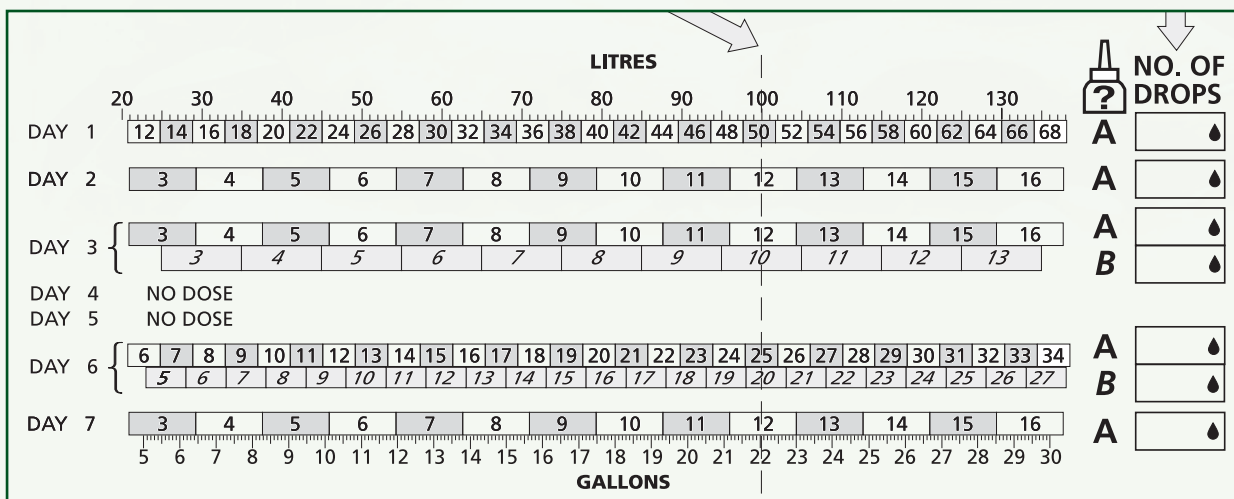 LITRES
NO. OF
DROPS
?
20 30 40 50 60 70 80 90 100 110 120 130
DAY 1 12 14 16 18 20 22 24 26 28 30 32 34 36 38 40 42 44 46 48 50 52 54 56 58 60 62 64 66 68 A
DAY 2 3 4 5 6 7 8 9 10 11 12 13 14 15 16 A
3 4 5 6 7 8 9 10 11 12 13 14 15 16 A
DAY 3
3 4 5 6 7 8 9 10 11 12 13 B
DAY 4 NO DOSE
DAY 5 NO DOSE
6 7 8 9 10 11 12 13 14 15 16 17 18 19 20 21 22 23 24 25 26 27 28 29 30 31 32 33 34 A
DAY 6
5 6 7 8 9 10 11 12 13 14 15 16 17 18 19 20 21 22 23 24 25 26 27 B
DAY 7 3 4 5 6 7 8 9 10 11 12 13 14 15 16 A
5 6 7 8 9 10 11 12 13 14 15 16 17 18 19 20 21 22 23 24 25 26 27 28 29 30
GALLONS